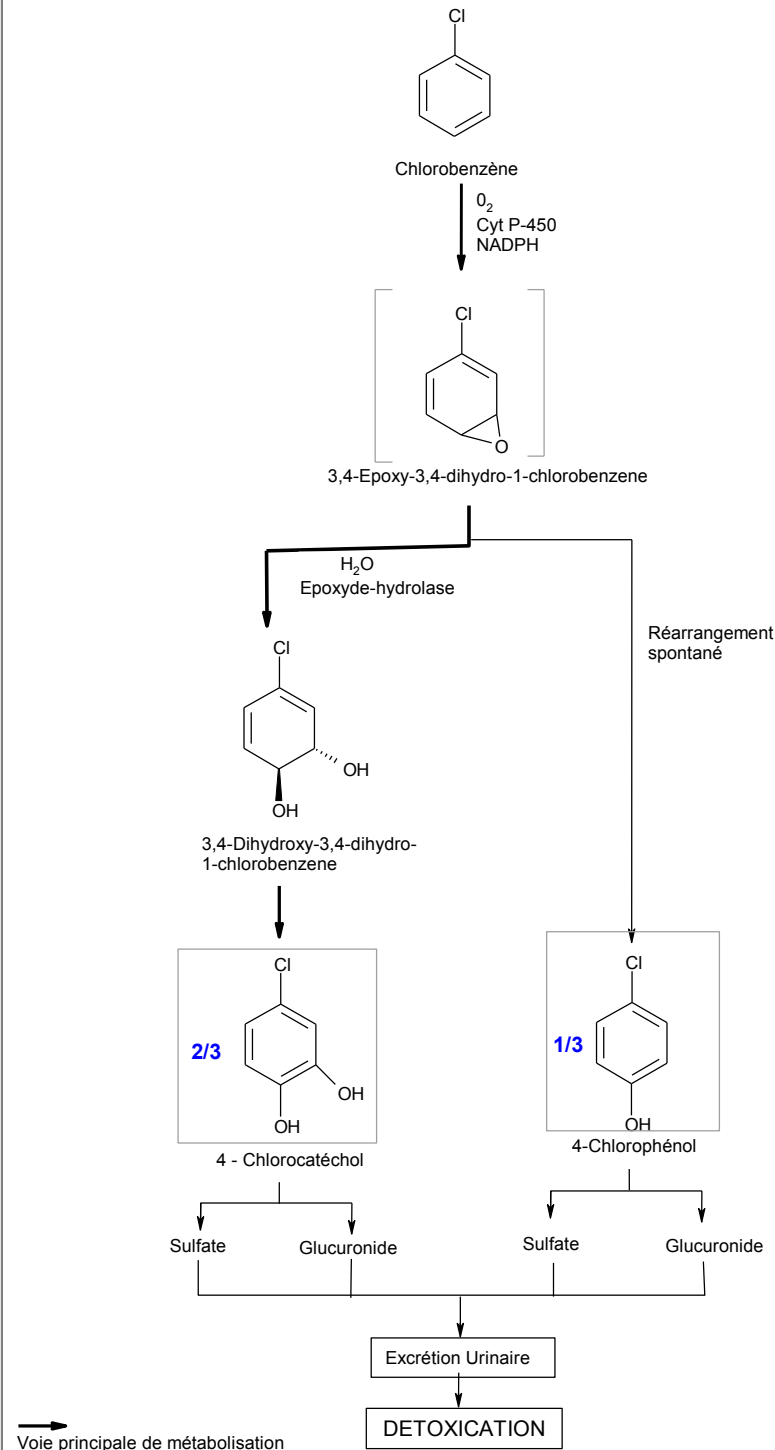 Cl
Chlorobenzène
0₂
Cyt P-450
NADPH
Cl
O
3,4-Epoxy-3,4-dihydro-1-chlorobenzene
H₂O
Epoxyde-hydrolase
Réarrangement
spontané
Cl
OH
OH
3,4-Dihydroxy-3,4-dihydro-
1-chlorobenzene
Cl
2/3
OH
OH
4 - Chlorocatéchol
Cl
1/3
OH
4-Chlorophénol
Sulfate
Glucuronide
Sulfate
Glucuronide
Excrétion Urinaire
DETOXICATION
Voie principale de métabolisation